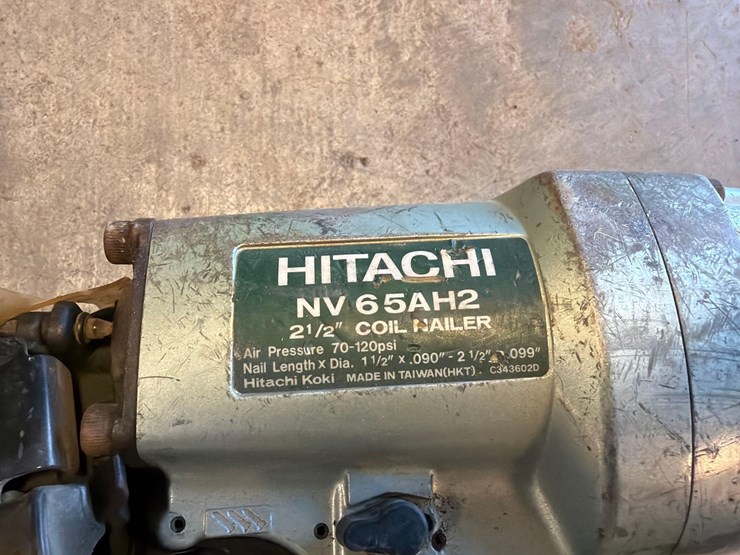 HITACHI
NV 65AH2
2 1/2" COIL NAILER
Air Pressure 70-120psi
Nail Length X Dia. 1 1/2" x .090" - 2 1/2" .099"
Hitachi Koki MADE IN TAIWAN(HKT). C343602D